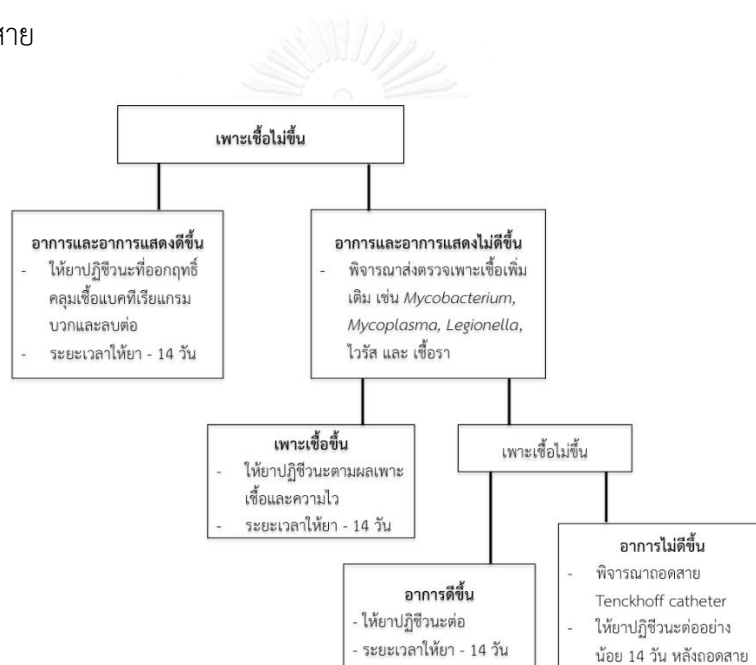 สาย
เพาะเชื้อไม่ขึ้น
อาการและอาการแสดงดีขึ้น
- ให้ยาปฏิชีวนะที่ออกฤทธิ์
คลุมเชื้อแบคทีเรียแกรม
บวกและลบต่อ
- ระยะเวลาให้ยา - 14 วัน
อาการและอาการแสดงไม่ดีขึ้น
- พิจารณาส่งตรวจเพาะเชื้อเพิ่ม
เติม เช่น Mycobacterium,
Mycoplasma, Legionella,
ไวรัส และ เชื้อรา
เพาะเชื้อขึ้น
- ให้ยาปฏิชีวนะตามผลเพาะ
เชื้อและความไว
- ระยะเวลาให้ยา - 14 วัน
เพาะเชื้อไม่ขึ้น
อาการดีขึ้น
- ให้ยาปฏิชีวนะต่อ
- ระยะเวลาให้ยา - 14 วัน
อาการไม่ดีขึ้น
- พิจารณาถอดสาย
Tenckhoff catheter
- ให้ยาปฏิชีวนะต่ออย่าง
น้อย 14 วัน หลังถอดสาย